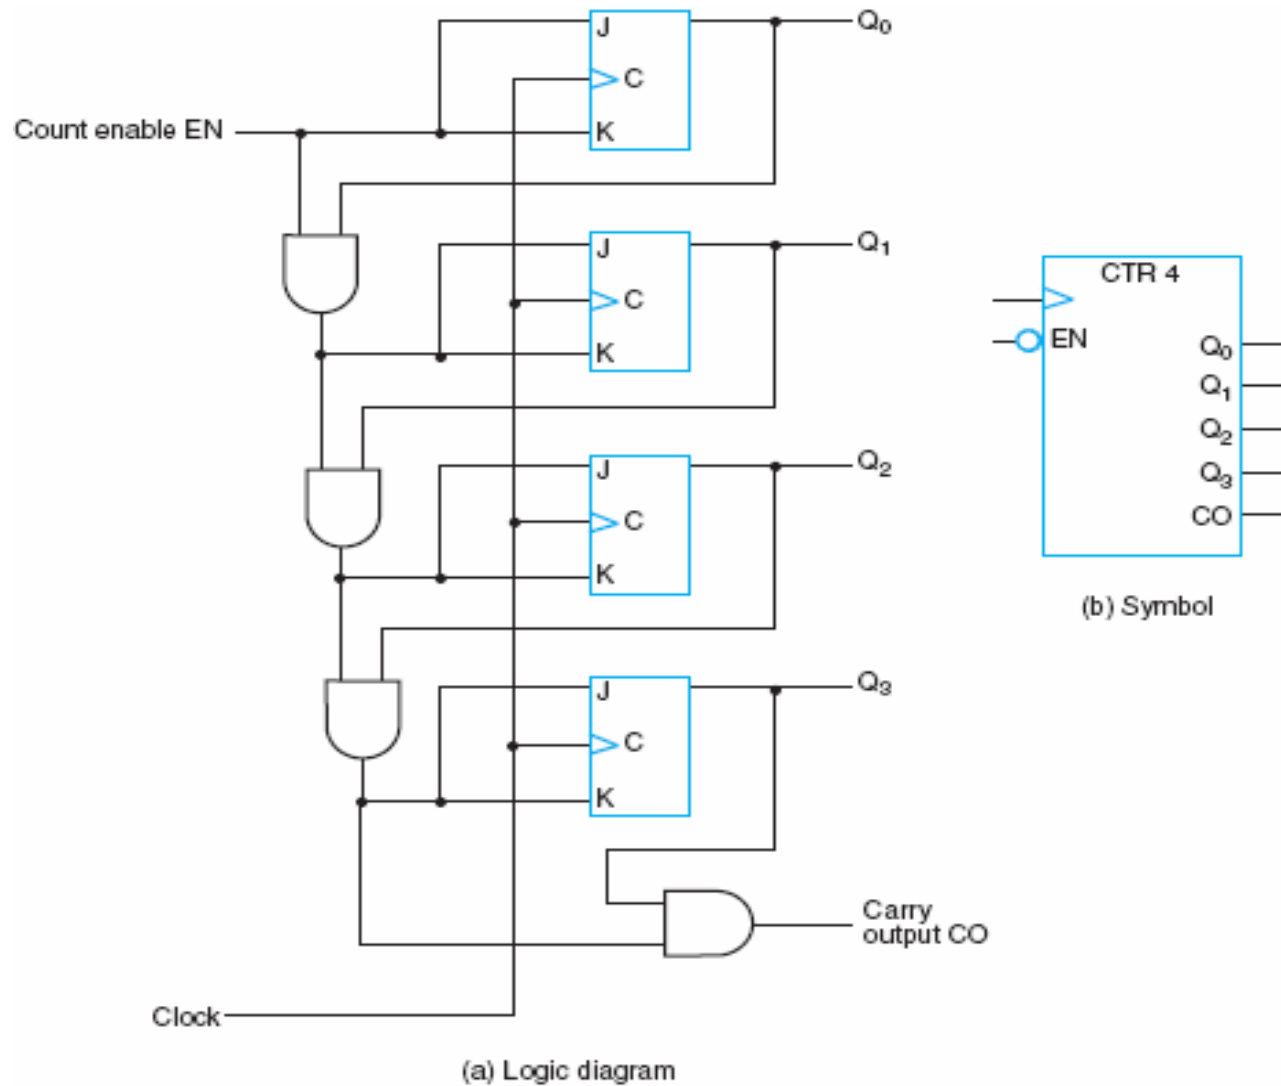 J
Q0
C
Count enable EN
K
J
Q1
C
K
J
Q2
C
K
J
Q3
C
K
Carry
output CO
Clock
(a) Logic diagram
CTR 4
EN
Q0
Q1
Q2
Q3
CO
(b) Symbol